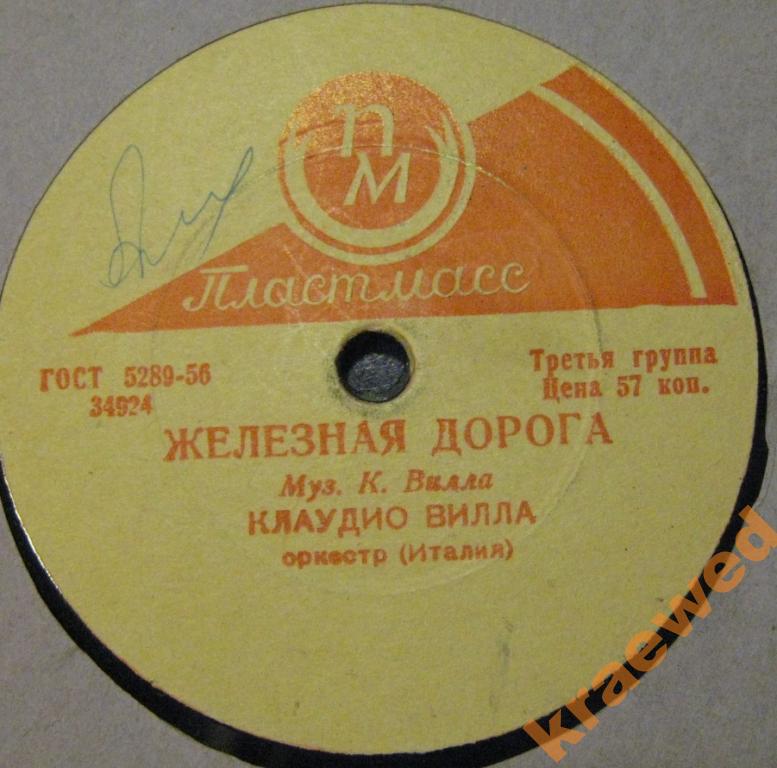 ПМ
Пластмасс
ГОСТ 5289-56
34924
Третья группа
Цена 57 коп.
ЖЕЛЕЗНАЯ ДОРОГА
Муз. К. Вилла
КЛАУДИО ВИЛЛА
оркестр (Италия)
kraewed